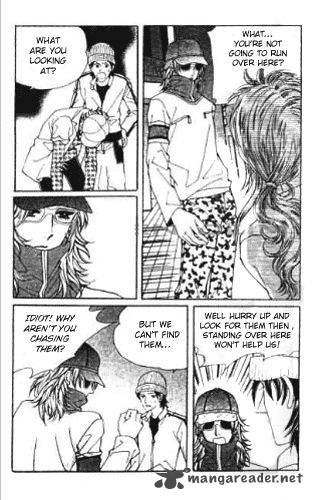 WHAT
ARE YOU
LOOKING
AT?
WHAT...
YOU'RE NOT
GOING TO RUN
OVER HERE?
IDIOT! WHY
AREN'T YOU
CHASING
THEM?
BUT WE
CAN'T FIND
THEM...
WELL HURRY UP AND
LOOK FOR THEM THEN ,
STANDING OVER HERE
WON'T HELP US!
mangareader.net